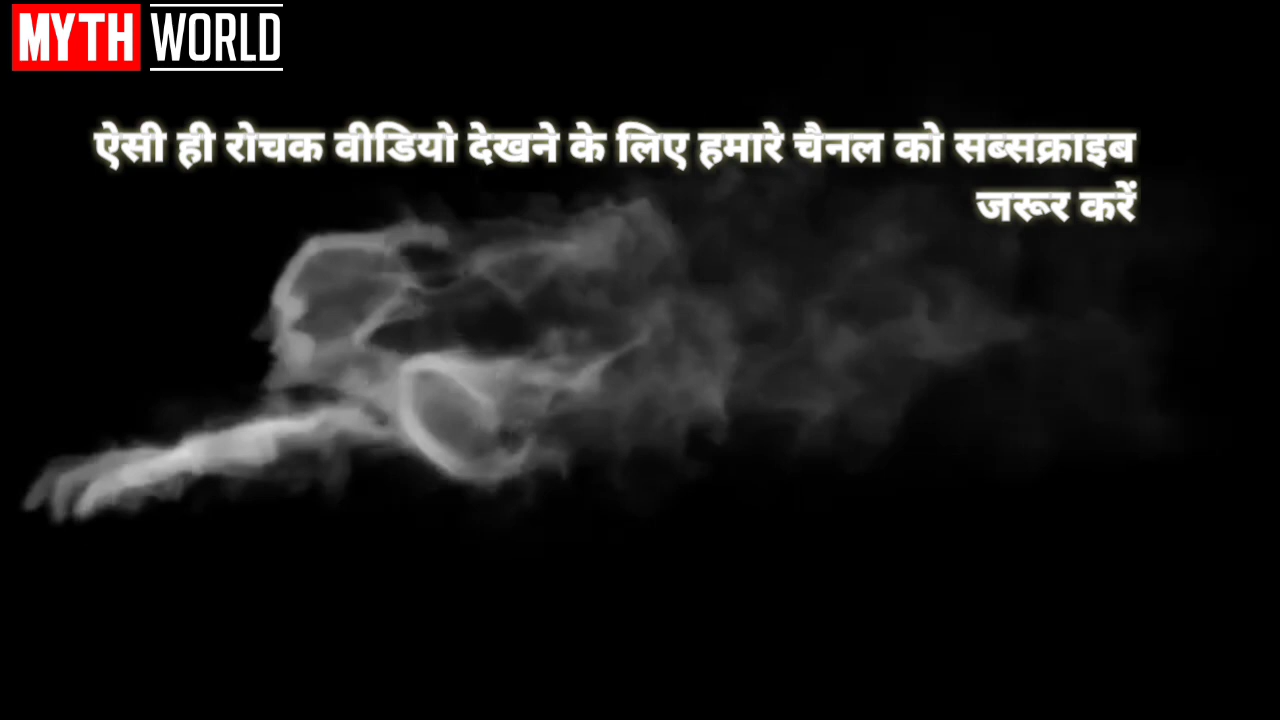 MYTH WORLD
ऐसी ही रोचक वीडियो देखने के लिए हमारे चैनल को सब्सक्राइब
जरूर करें